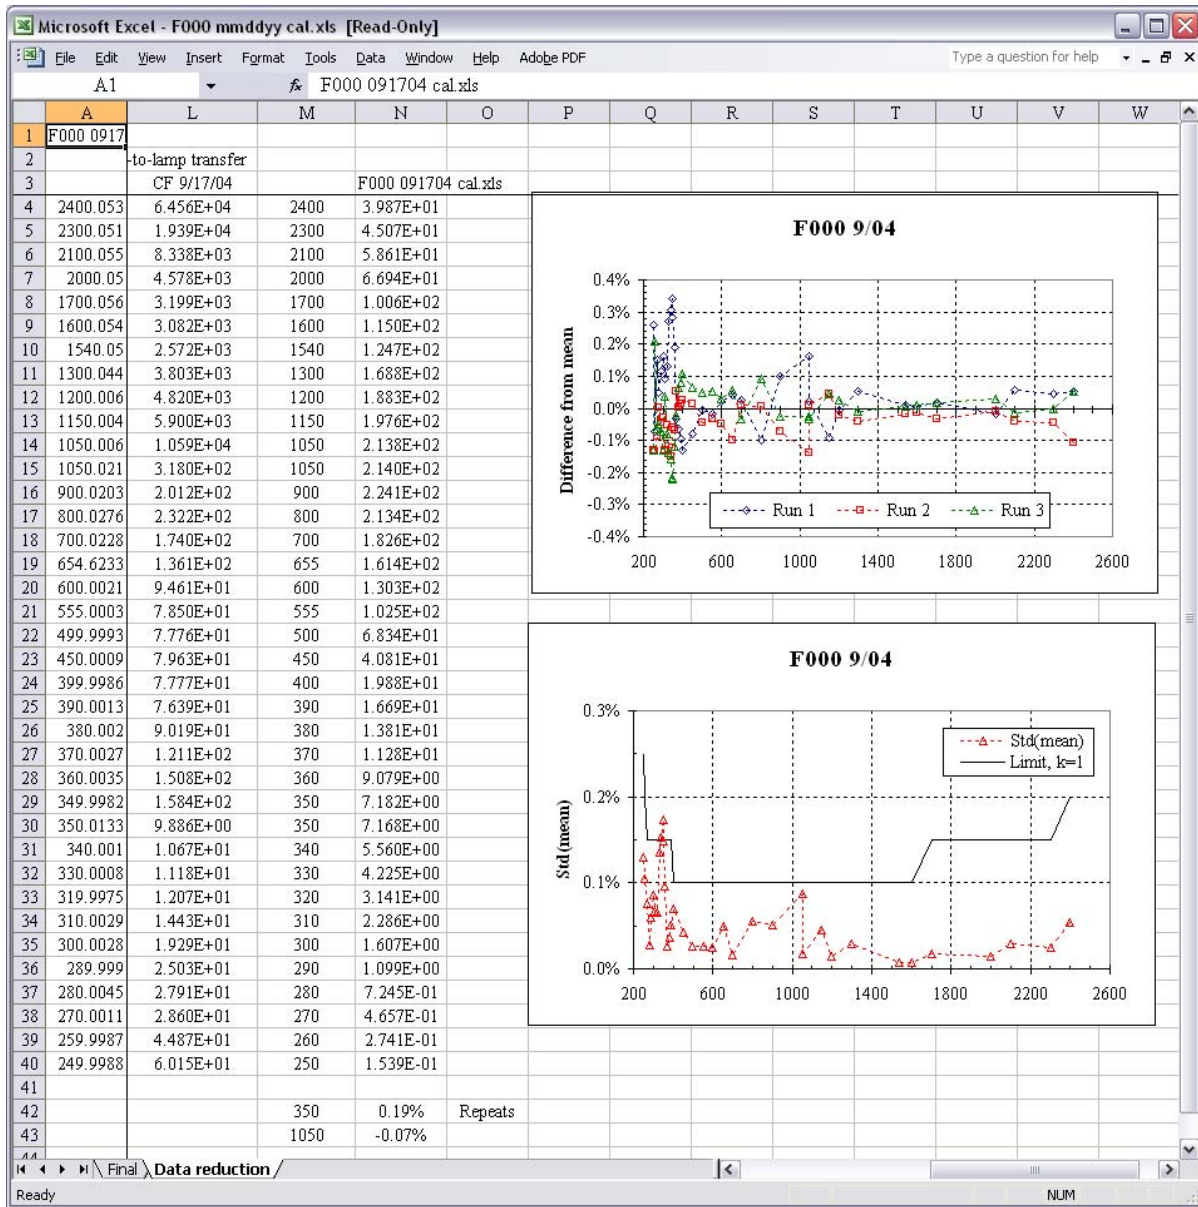 Microsoft Excel - F000 mmddyy cal.xls [Read-Only]
File Edit View Insert Format Tools Data Window Help Adobe PDF Type a question for help
A1 fx F000 091704 cal.xls
A L M N O P Q R S T U V W
1 F000 0917
2 -to-lamp transfer
3 CF 9/17/04 F000 091704 cal.xls
4 2400.053 6.456E+04 2400 3.987E+01
5 2300.051 1.939E+04 2300 4.507E+01
6 2100.055 8.338E+03 2100 5.861E+01
7 2000.05 4.578E+03 2000 6.694E+01
8 1700.056 3.199E+03 1700 1.006E+02
9 1600.054 3.082E+03 1600 1.150E+02
10 1540.05 2.572E+03 1540 1.247E+02
11 1300.044 3.803E+03 1300 1.688E+02
12 1200.006 4.820E+03 1200 1.883E+02
13 1150.004 5.900E+03 1150 1.976E+02
14 1050.006 1.059E+04 1050 2.138E+02
15 1050.021 3.180E+02 1050 2.140E+02
16 900.0203 2.012E+02 900 2.241E+02
17 800.0276 2.322E+02 800 2.134E+02
18 700.0228 1.740E+02 700 1.826E+02
19 654.6233 1.361E+02 655 1.614E+02
20 600.0021 9.461E+01 600 1.303E+02
21 555.0003 7.850E+01 555 1.025E+02
22 499.9993 7.776E+01 500 6.834E+01
23 450.0009 7.963E+01 450 4.081E+01
24 399.9986 7.777E+01 400 1.988E+01
25 390.0013 7.639E+01 390 1.669E+01
26 380.002 9.019E+01 380 1.381E+01
27 370.0027 1.211E+02 370 1.128E+01
28 360.0035 1.508E+02 360 9.079E+00
29 349.9982 1.584E+02 350 7.182E+00
30 350.0133 9.886E+00 350 7.168E+00
31 340.001 1.067E+01 340 5.560E+00
32 330.0008 1.118E+01 330 4.225E+00
33 319.9975 1.207E+01 320 3.141E+00
34 310.0029 1.443E+01 310 2.286E+00
35 300.0028 1.929E+01 300 1.607E+00
36 289.999 2.503E+01 290 1.099E+00
37 280.0045 2.791E+01 280 7.245E-01
38 270.0011 2.860E+01 270 4.657E-01
39 259.9987 4.487E+01 260 2.741E-01
40 249.9988 6.015E+01 250 1.539E-01
41
42 350 0.19% Repeats
43 1050 -0.07%
44
F000 9/04
Difference from mean
0.4%
0.3%
0.2%
0.1%
0.0%
-0.1%
-0.2%
-0.3%
-0.4%
Run 1 Run 2 Run 3
200 600 1000 1400 1800 2200 2600
F000 9/04
Std(mean)
0.3%
0.2%
0.1%
0.0%
Std(mean)
Limit, k=1
200 600 1000 1400 1800 2200 2600
Final Data reduction
Ready NUM